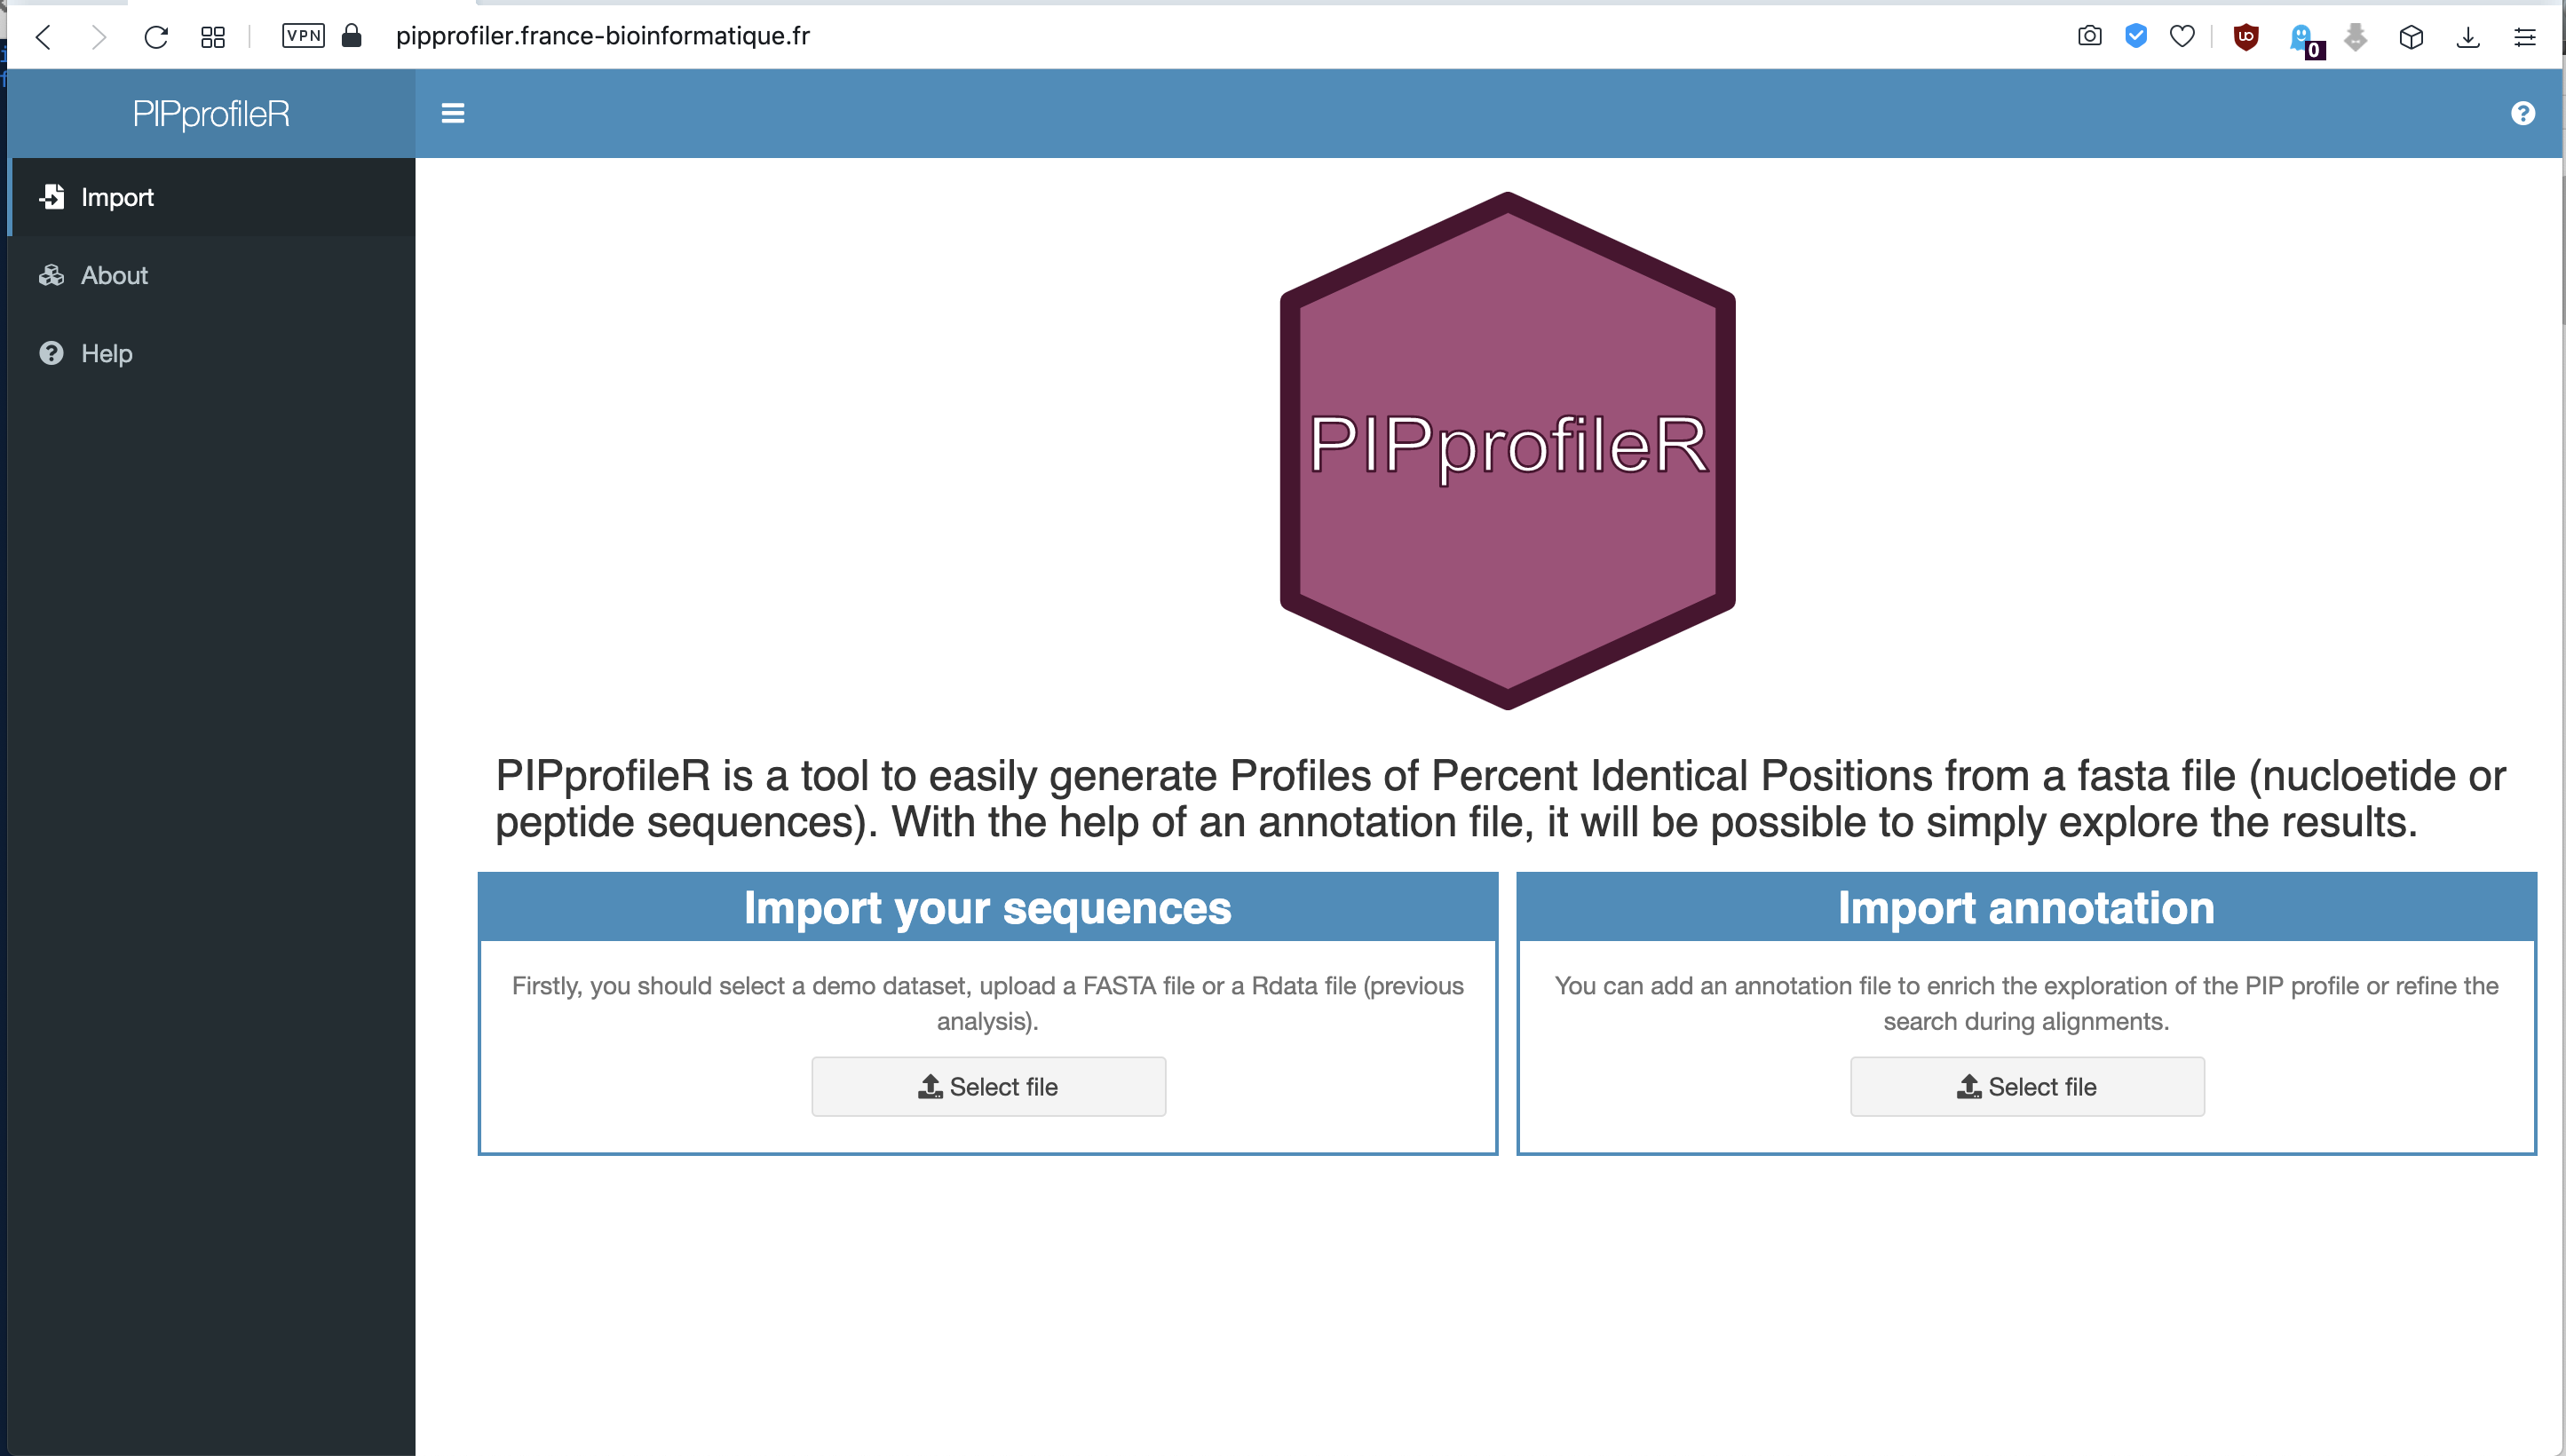 VPN
pipprofiler.france-bioinformatique.fr
0
PIPprofileR
Import
About
Help
PIPprofileR
PIPprofileR is a tool to easily generate Profiles of Percent Identical Positions from a fasta file (nucloetide or
peptide sequences). With the help of an annotation file, it will be possible to simply explore the results.
Import your sequences
Firstly, you should select a demo dataset, upload a FASTA file or a Rdata file (previous
analysis).
Select file
Import annotation
You can add an annotation file to enrich the exploration of the PIP profile or refine the
search during alignments.
Select file